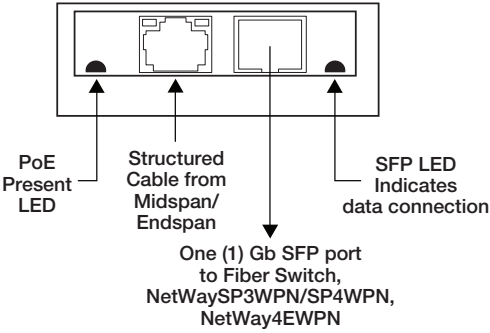 PoE
Present
LED
Structured
Cable from
Midspan/
Endspan
SFP LED
Indicates
data connection
One (1) Gb SFP port
to Fiber Switch,
NetWaySP3WPN/SP4WPN,
NetWay4EWPN